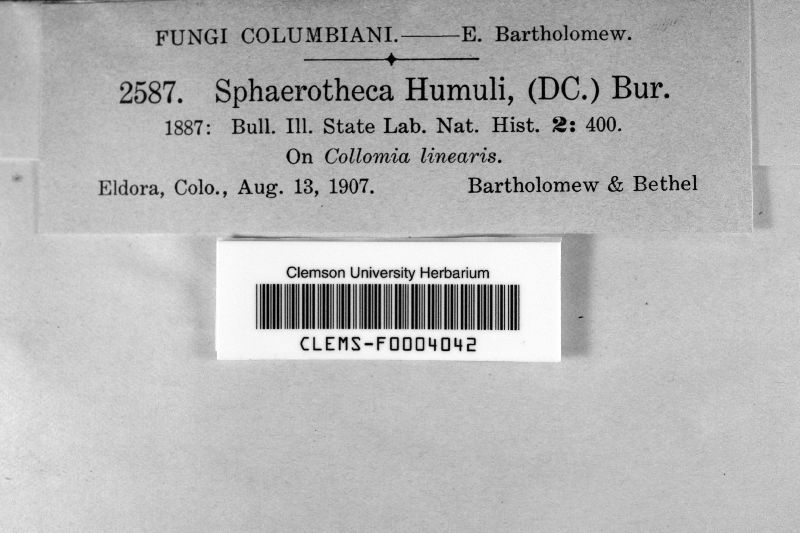 FUNGI COLUMBIANI.——E. Bartholomew.
2587. Sphaerotheca Humuli, (DC.) Bur.
1887: Bull. Ill. State Lab. Nat. Hist. 2: 400.
On Collomia linearis.
Eldora, Colo., Aug. 13, 1907. Bartholomew & Bethel
Clemson University Herbarium
CLEMS-F0004042